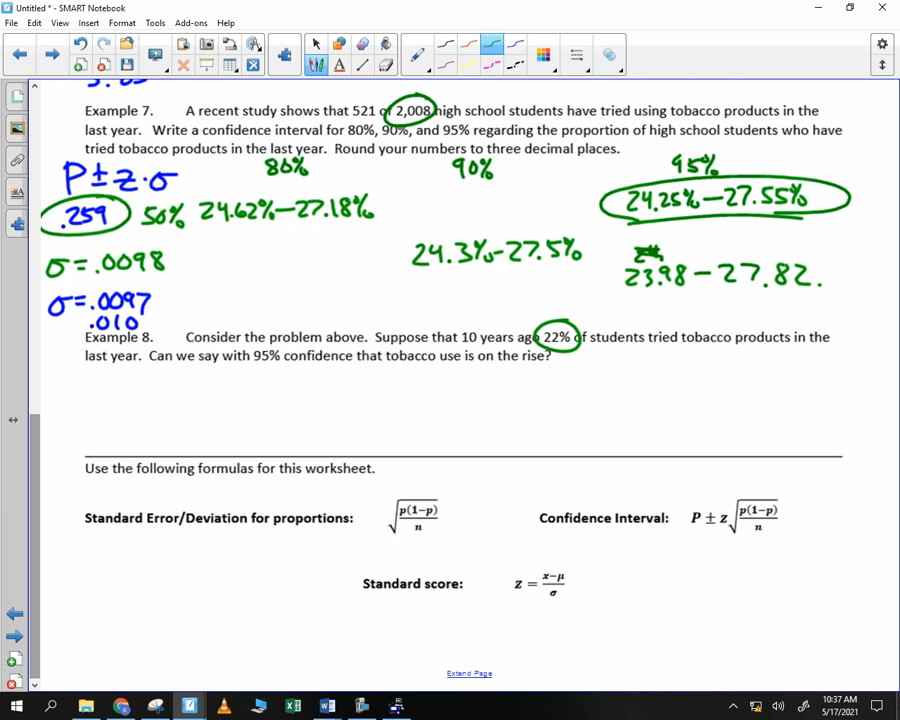 Untitled * - SMART Notebook
File Edit View Insert Format Tools Add-ons Help
Example 7. A recent study shows that 521 of 2,008 high school students have tried using tobacco products in the
last year. Write a confidence interval for 80%, 90%, and 95% regarding the proportion of high school students who have
tried tobacco products in the last year. Round your numbers to three decimal places.
80% 90% 95%
P ± z · σ
.259 50% 24.62% – 27.18% 24.25% – 27.55%
24.3% – 27.5%
σ = .0098 23.98 – 27.82.
σ = .0097
.010
Example 8. Consider the problem above. Suppose that 10 years ago 22% of students tried tobacco products in the
last year. Can we say with 95% confidence that tobacco use is on the rise?
Use the following formulas for this worksheet.
Standard Error/Deviation for proportions: √(p(1−p)/n) Confidence Interval: P ± z√(p(1−p)/n)
Standard score: z = (x−μ)/σ
Extend Page
10:37 AM
5/17/2021